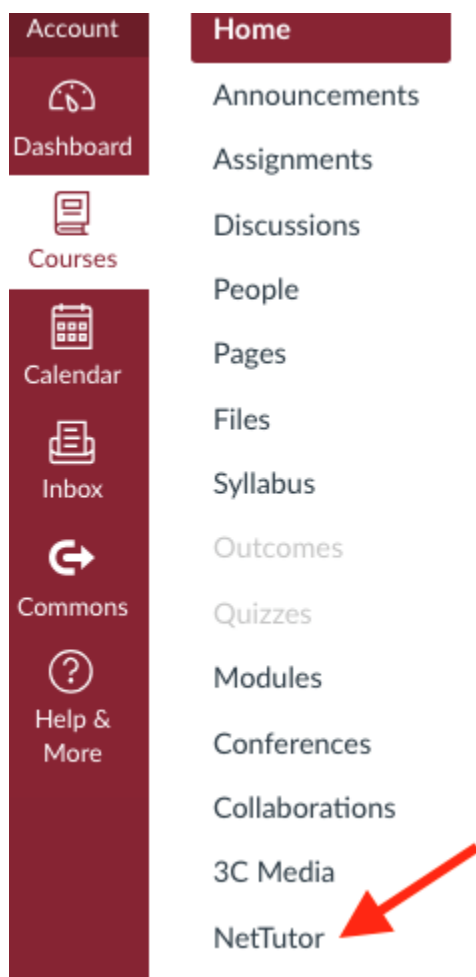 Account
Dashboard
Courses
Calendar
Inbox
Commons
Help &
More
Home
Announcements
Assignments
Discussions
People
Pages
Files
Syllabus
Outcomes
Quizzes
Modules
Conferences
Collaborations
3C Media
NetTutor